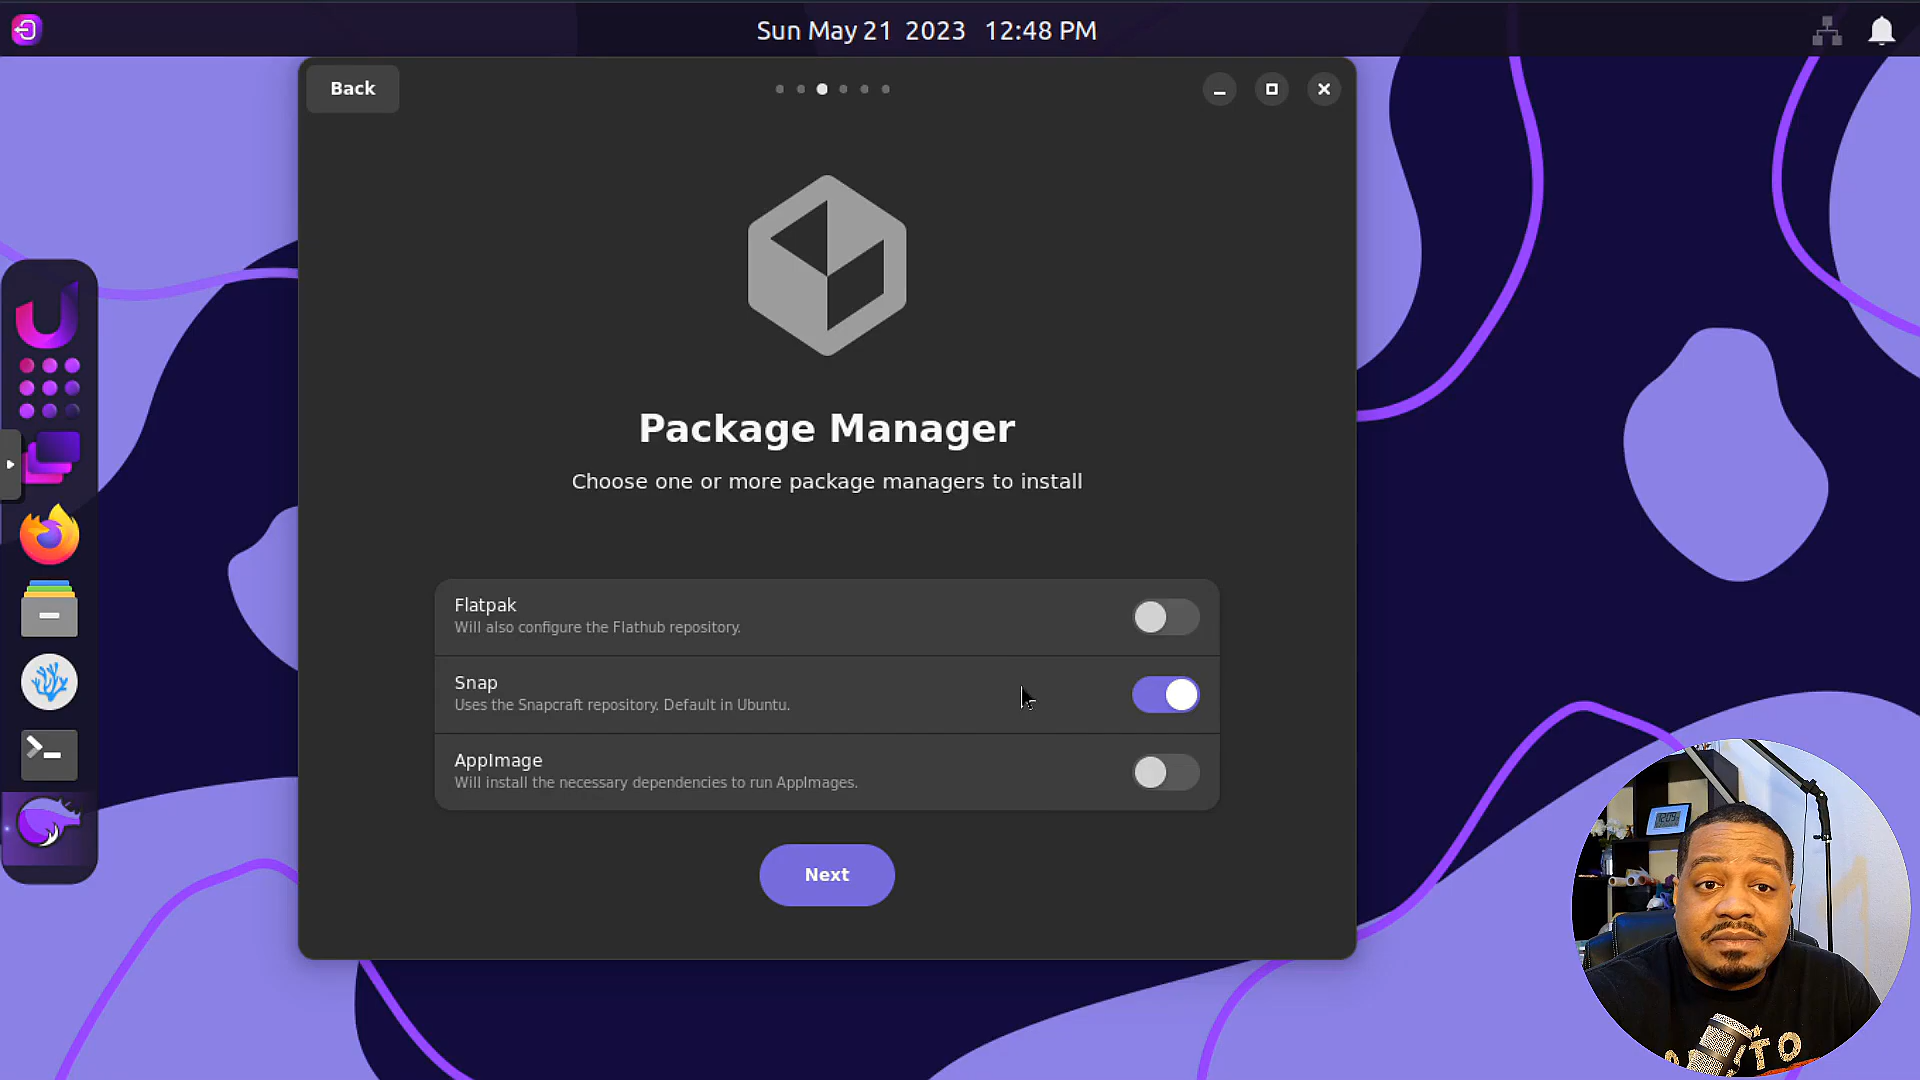 Sun May 21 2023 12:48 PM
Back
Package Manager
Choose one or more package managers to install
Flatpak
Will also configure the Flathub repository.
Snap
Uses the Snapcraft repository. Default in Ubuntu.
AppImage
Will install the necessary dependencies to run AppImages.
Next